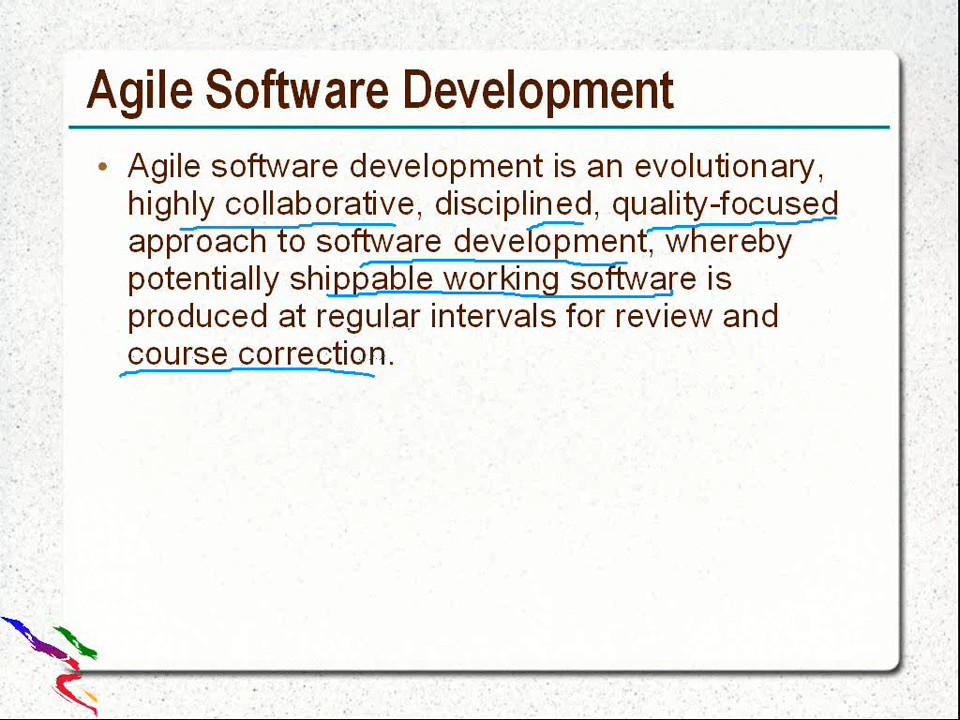 Agile Software Development
• Agile software development is an evolutionary,
highly collaborative, disciplined, quality-focused
approach to software development, whereby
potentially shippable working software is
produced at regular intervals for review and
course correction.